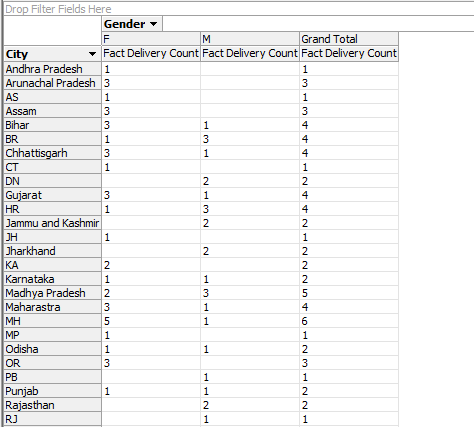 Drop Filter Fields Here
Gender
F M Grand Total
City Fact Delivery Count Fact Delivery Count Fact Delivery Count
Andhra Pradesh 1 1
Arunachal Pradesh 3 3
AS 1 1
Assam 3 3
Bihar 3 1 4
BR 1 3 4
Chhattisgarh 3 1 4
CT 1 1
DN 2 2
Gujarat 3 1 4
HR 1 3 4
Jammu and Kashmir 2 2
JH 1 1
Jharkhand 2 2
KA 2 2
Karnataka 1 1 2
Madhya Pradesh 2 3 5
Maharastra 3 1 4
MH 5 1 6
MP 1 1
Odisha 1 1 2
OR 3 3
PB 1 1
Punjab 1 1 2
Rajasthan 2 2
RJ 1 1